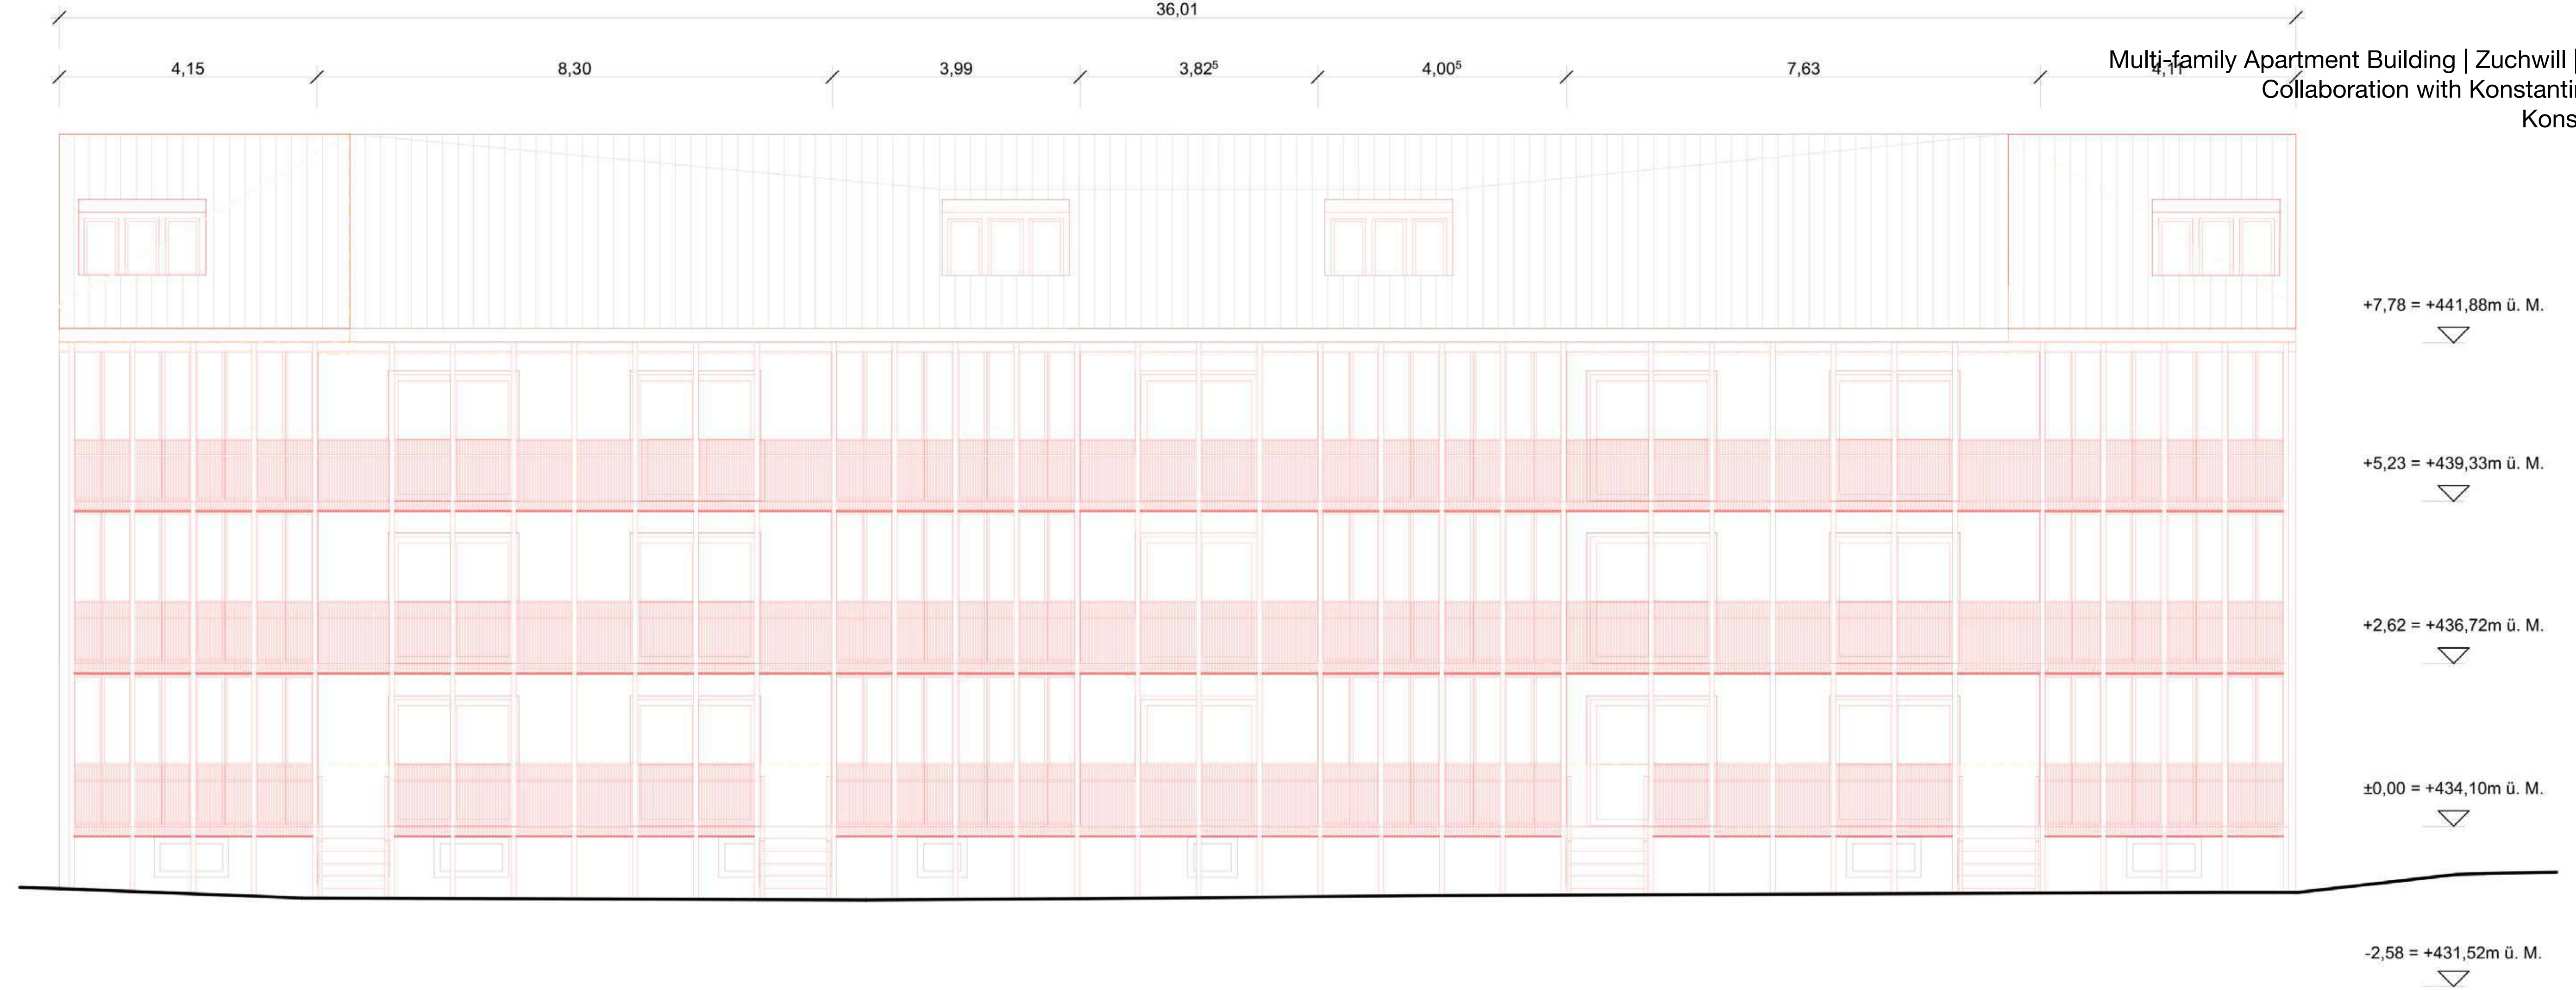 36,01
4,15 8,30 3,99 3,82⁵ 4,00⁵ 7,63 4,11
Multi-family Apartment Building | Zuchwill |
Collaboration with Konstanti
Kons
+7,78 = +441,88m ü. M.
+5,23 = +439,33m ü. M.
+2,62 = +436,72m ü. M.
±0,00 = +434,10m ü. M.
-2,58 = +431,52m ü. M.